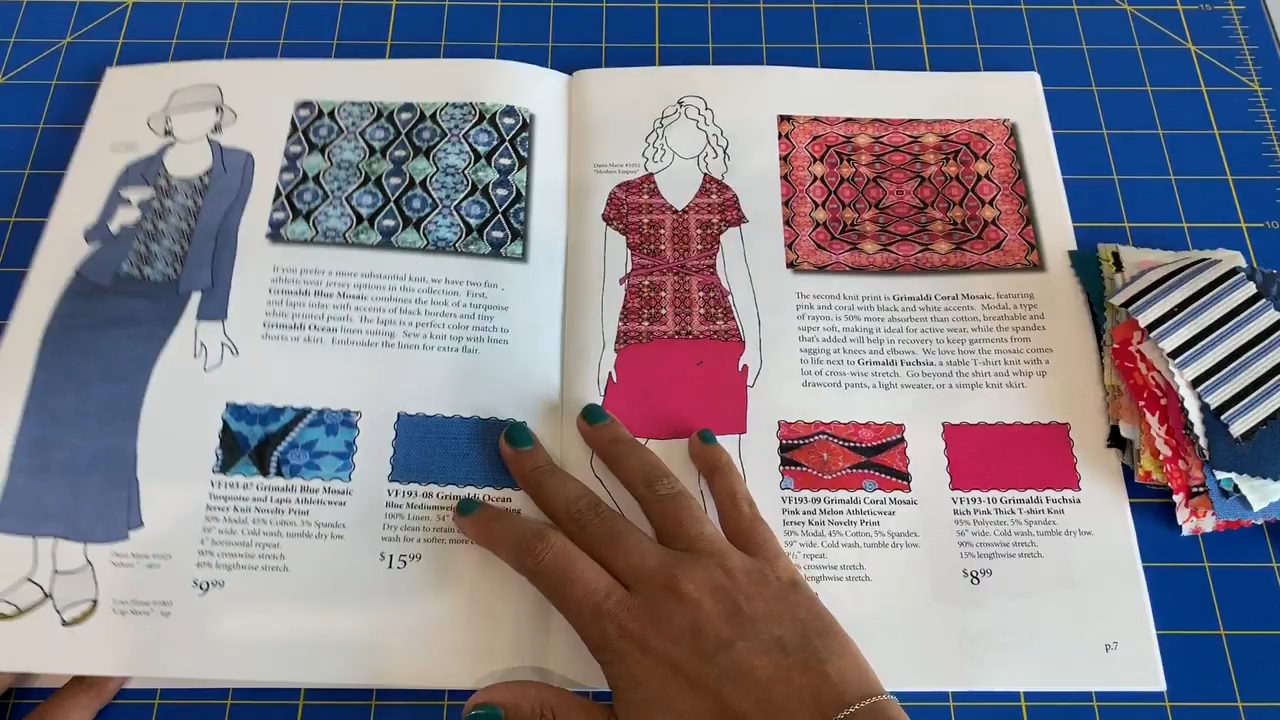 If you prefer a more substantial knit, we have two fun
athleticwear jersey options in this collection. First,
Grimaldi Blue Mosaic combines the look of a turquoise
and lapis inlay with accents of black borders and tiny
white printed pearls. The lapis is a perfect color match to
Grimaldi Ocean linen suiting. Sew a knit top with linen
shorts or skirt. Embroider the linen for extra flair.
VF193-07 Grimaldi Blue Mosaic
Turquoise and Lapis Athleticwear
Jersey Knit Novelty Print
50% Modal, 45% Cotton, 5% Spandex.
58" wide. Cold wash, tumble dry low.
4" horizontal repeat.
90% crosswise stretch.
40% lengthwise stretch.
$9.99
VF193-08 Grimaldi Ocean
Blue Mediumweight
100% Linen. 54"
Dry clean to retain
wash for a softer, more
$15.99
Dana Marie #1051
"Modern Empire"
The second knit print is Grimaldi Coral Mosaic, featuring
pink and coral with black and white accents. Modal, a type
of rayon, is 50% more absorbent than cotton, breathable and
super soft, making it ideal for active wear, while the spandex
that's added will help in recovery to keep garments from
sagging at knees and elbows. We love how the mosaic comes
to life next to Grimaldi Fuchsia, a stable T-shirt knit with a
lot of cross-wise stretch. Go beyond the shirt and whip up
drawcord pants, a light sweater, or a simple knit skirt.
VF193-09 Grimaldi Coral Mosaic
Pink and Melon Athleticwear
Jersey Knit Novelty Print
50% Modal, 45% Cotton, 5% Spandex.
59" wide. Cold wash, tumble dry low.
repeat.
crosswise stretch.
lengthwise stretch.
VF193-10 Grimaldi Fuchsia
Rich Pink Thick T-shirt Knit
95% Polyester, 5% Spandex.
56" wide. Cold wash, tumble dry low.
90% crosswise stretch.
15% lengthwise stretch.
$8.99
p.7
15
10